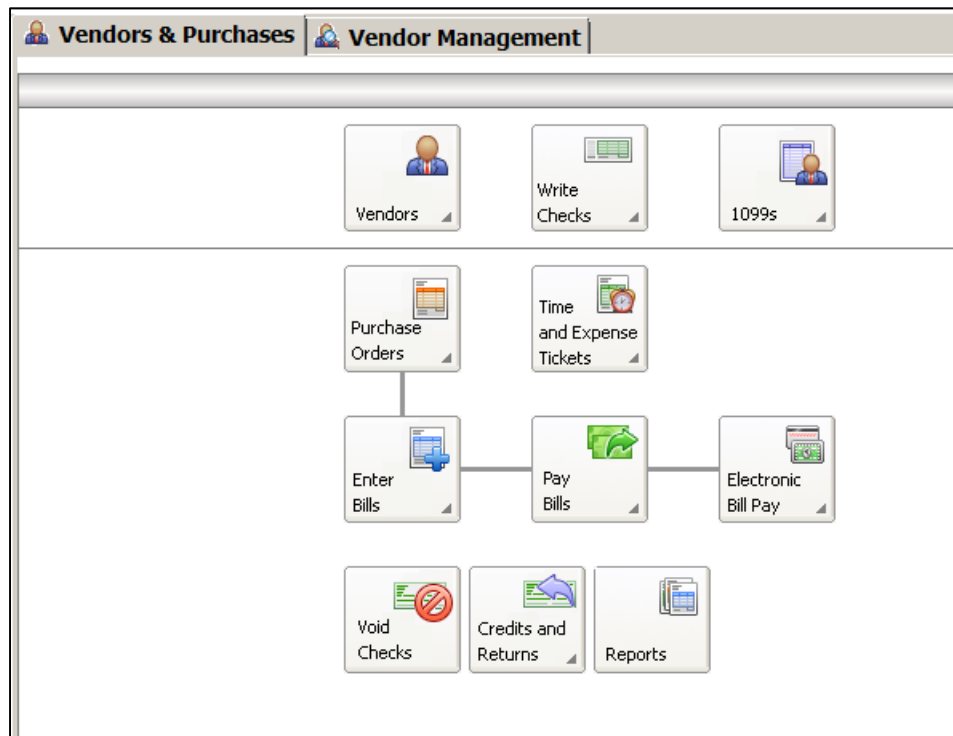 Vendors & Purchases
Vendor Management
Vendors
Write
Checks
1099s
Purchase
Orders
Time
and Expense
Tickets
Enter
Bills
Pay
Bills
Electronic
Bill Pay
Void
Checks
Credits and
Returns
Reports